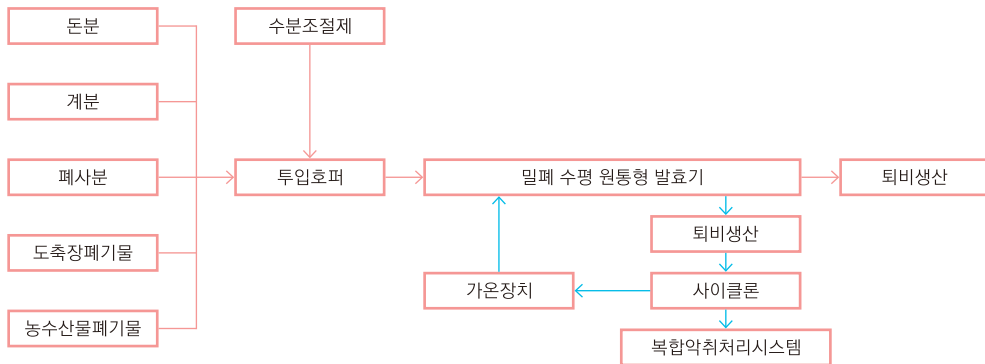 돈분
수분조절제
계분
폐사분
투입호퍼
밀폐 수평 원통형 발효기
퇴비생산
퇴비생산
도축장폐기물
가온장치
사이클론
농수산물폐기물
복합악취처리시스템